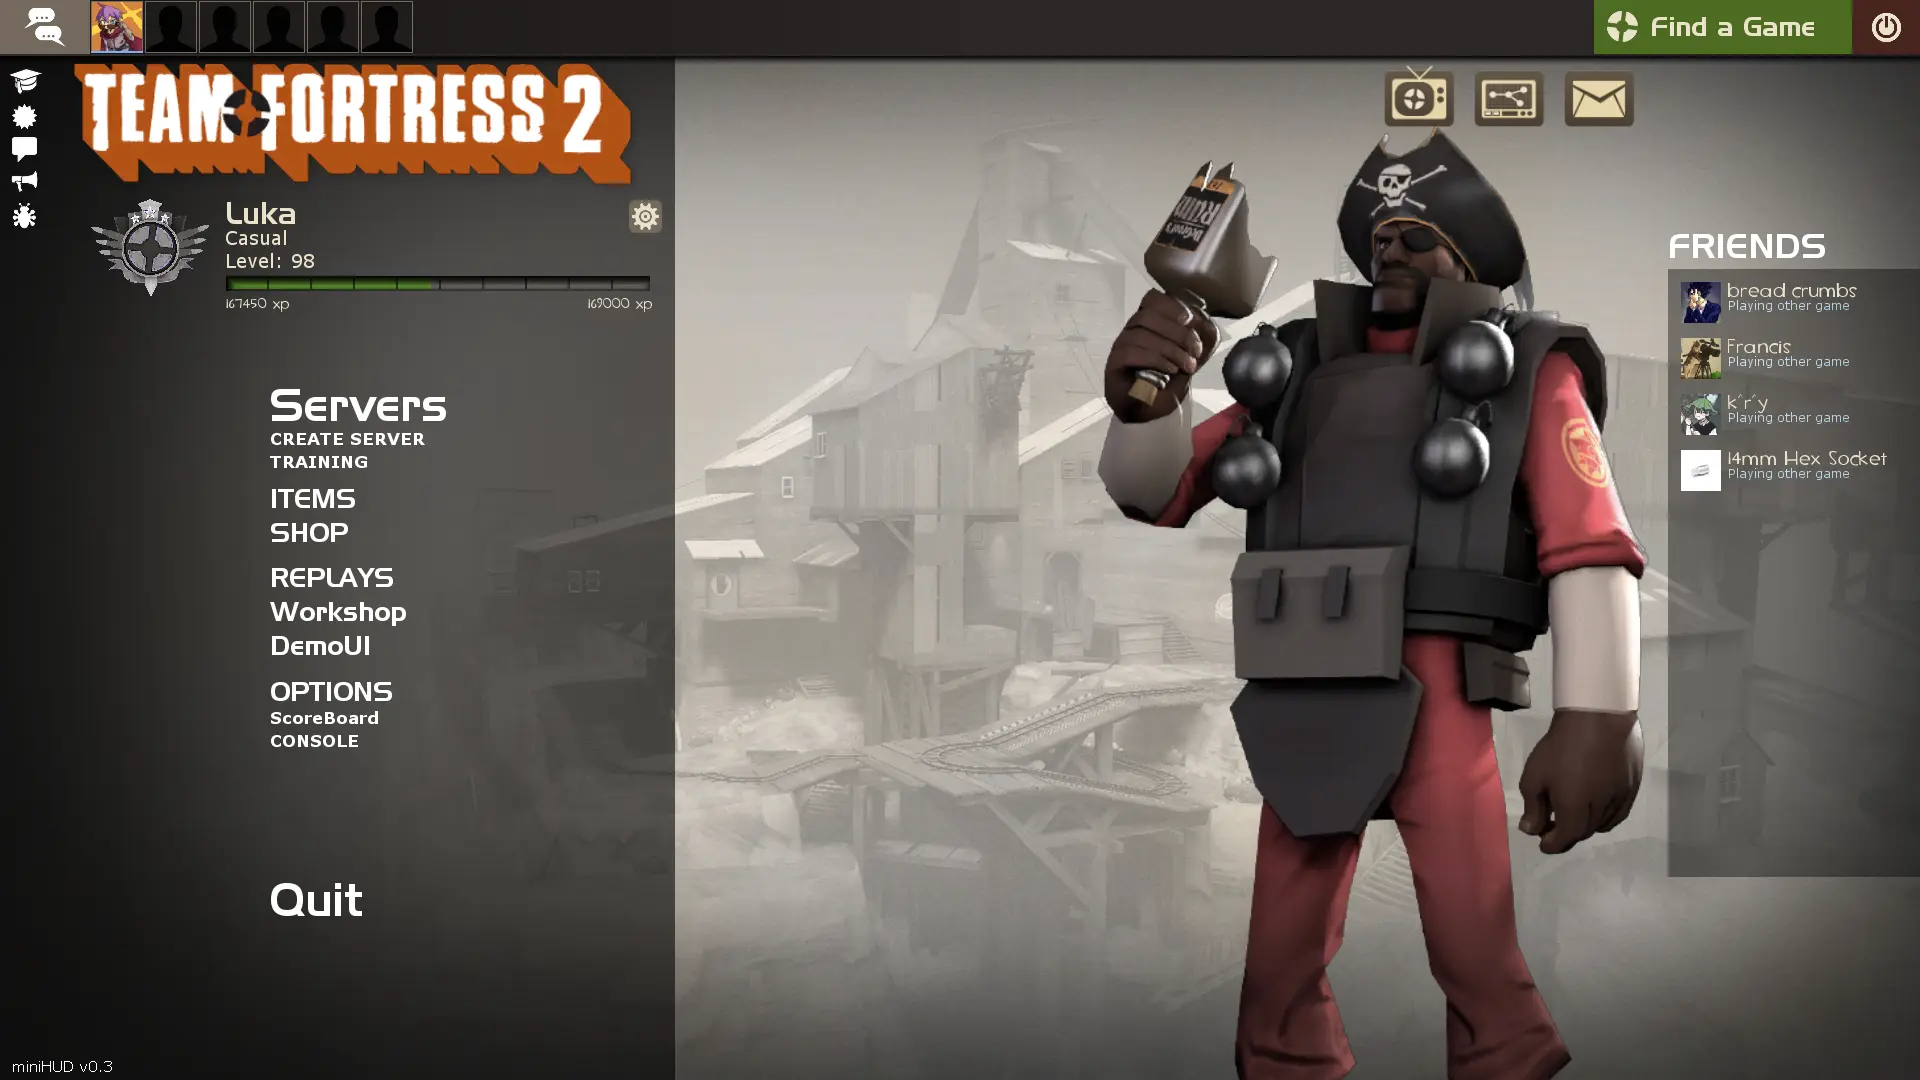 Find a Game
TEAM FORTRESS 2
Luka
Casual
Level: 98
167450 xp
169000 xp
Servers
CREATE SERVER
TRAINING
ITEMS
SHOP
REPLAYS
Workshop
DemoUI
OPTIONS
ScoreBoard
CONSOLE
Quit
miniHUD v0.3
RUM
FRIENDS
bread crumbs
Playing other game
Francis
Playing other game
k´r´y
Playing other game
14mm Hex Socket
Playing other game